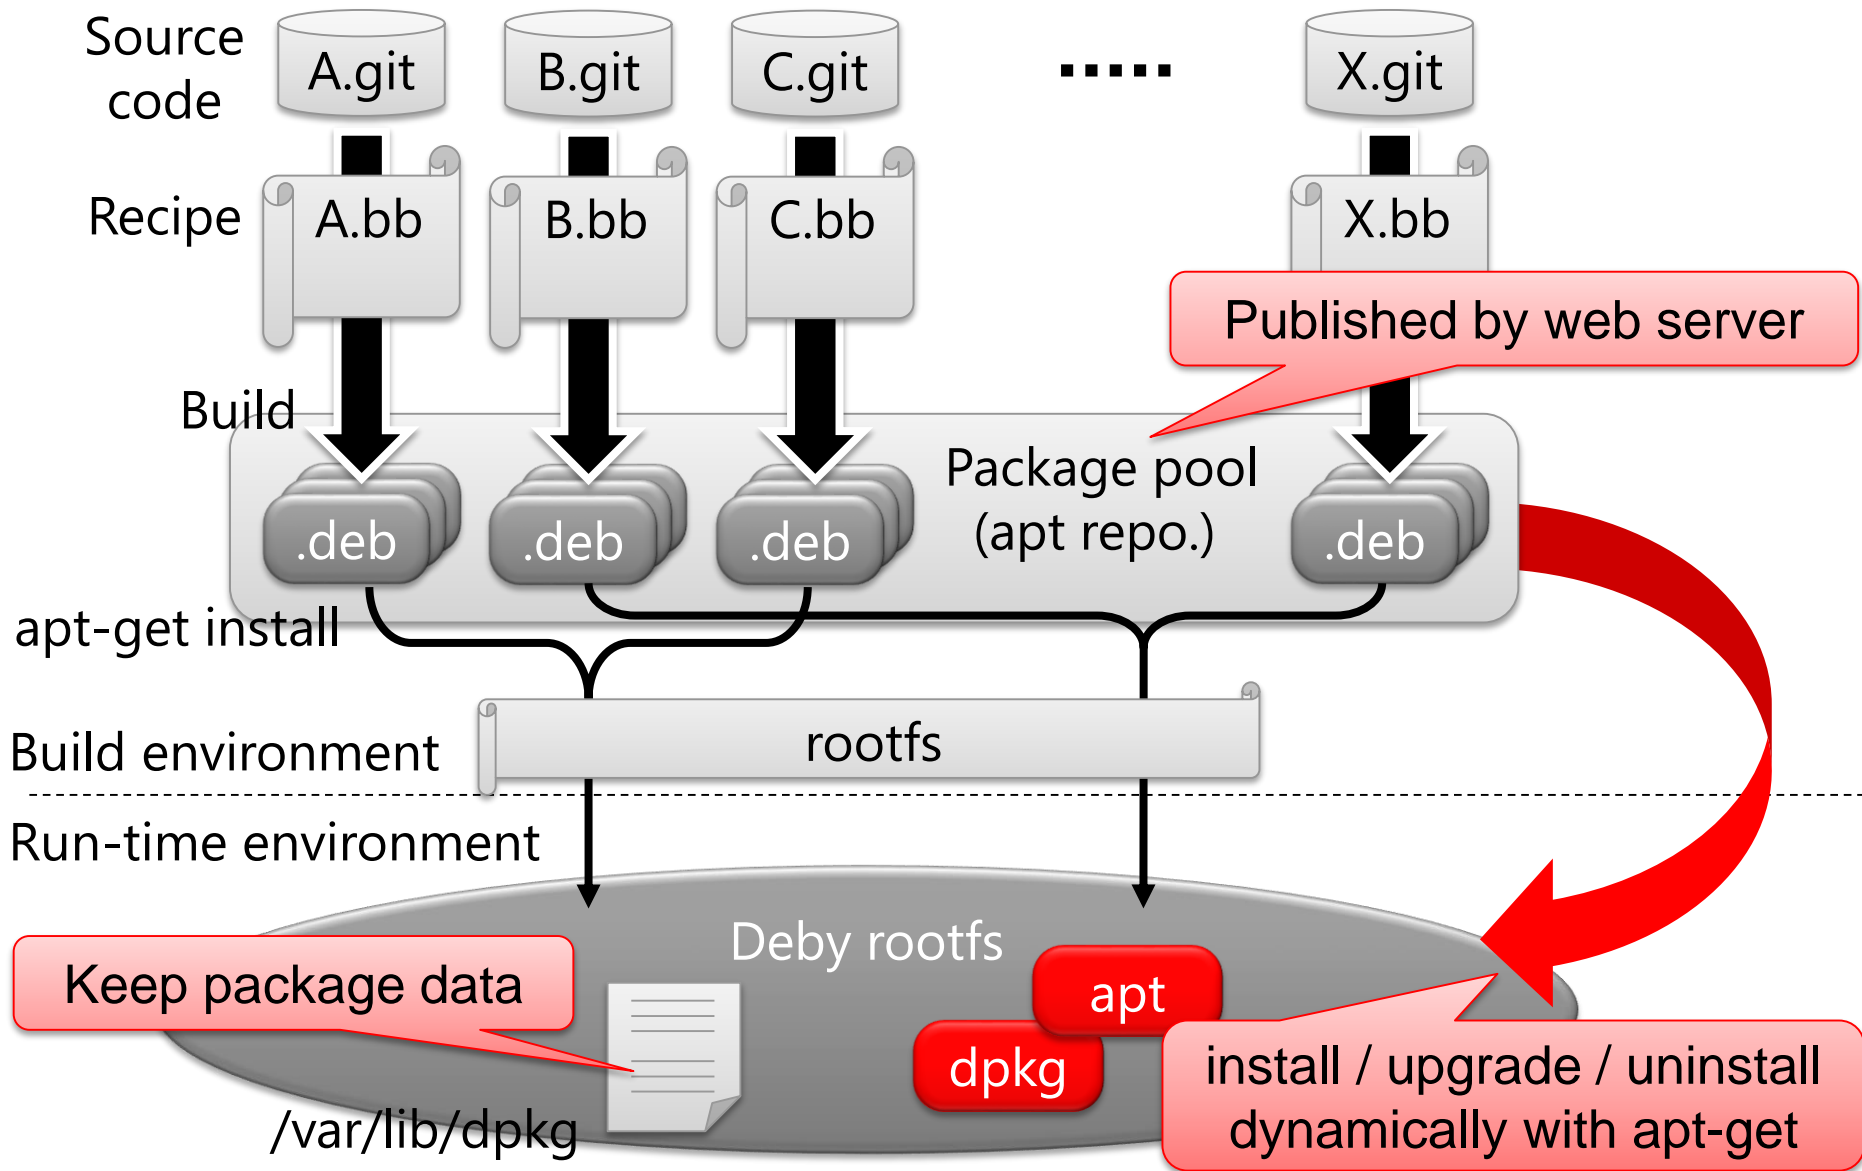 Source
code
A.git
B.git
C.git
.....
X.git
Recipe
A.bb
B.bb
C.bb
X.bb
Published by web server
Build
Package pool
(apt repo.)
.deb
.deb
.deb
.deb
apt-get install
rootfs
Build environment
Run-time environment
Deby rootfs
Keep package data
apt
dpkg
install / upgrade / uninstall
dynamically with apt-get
/var/lib/dpkg